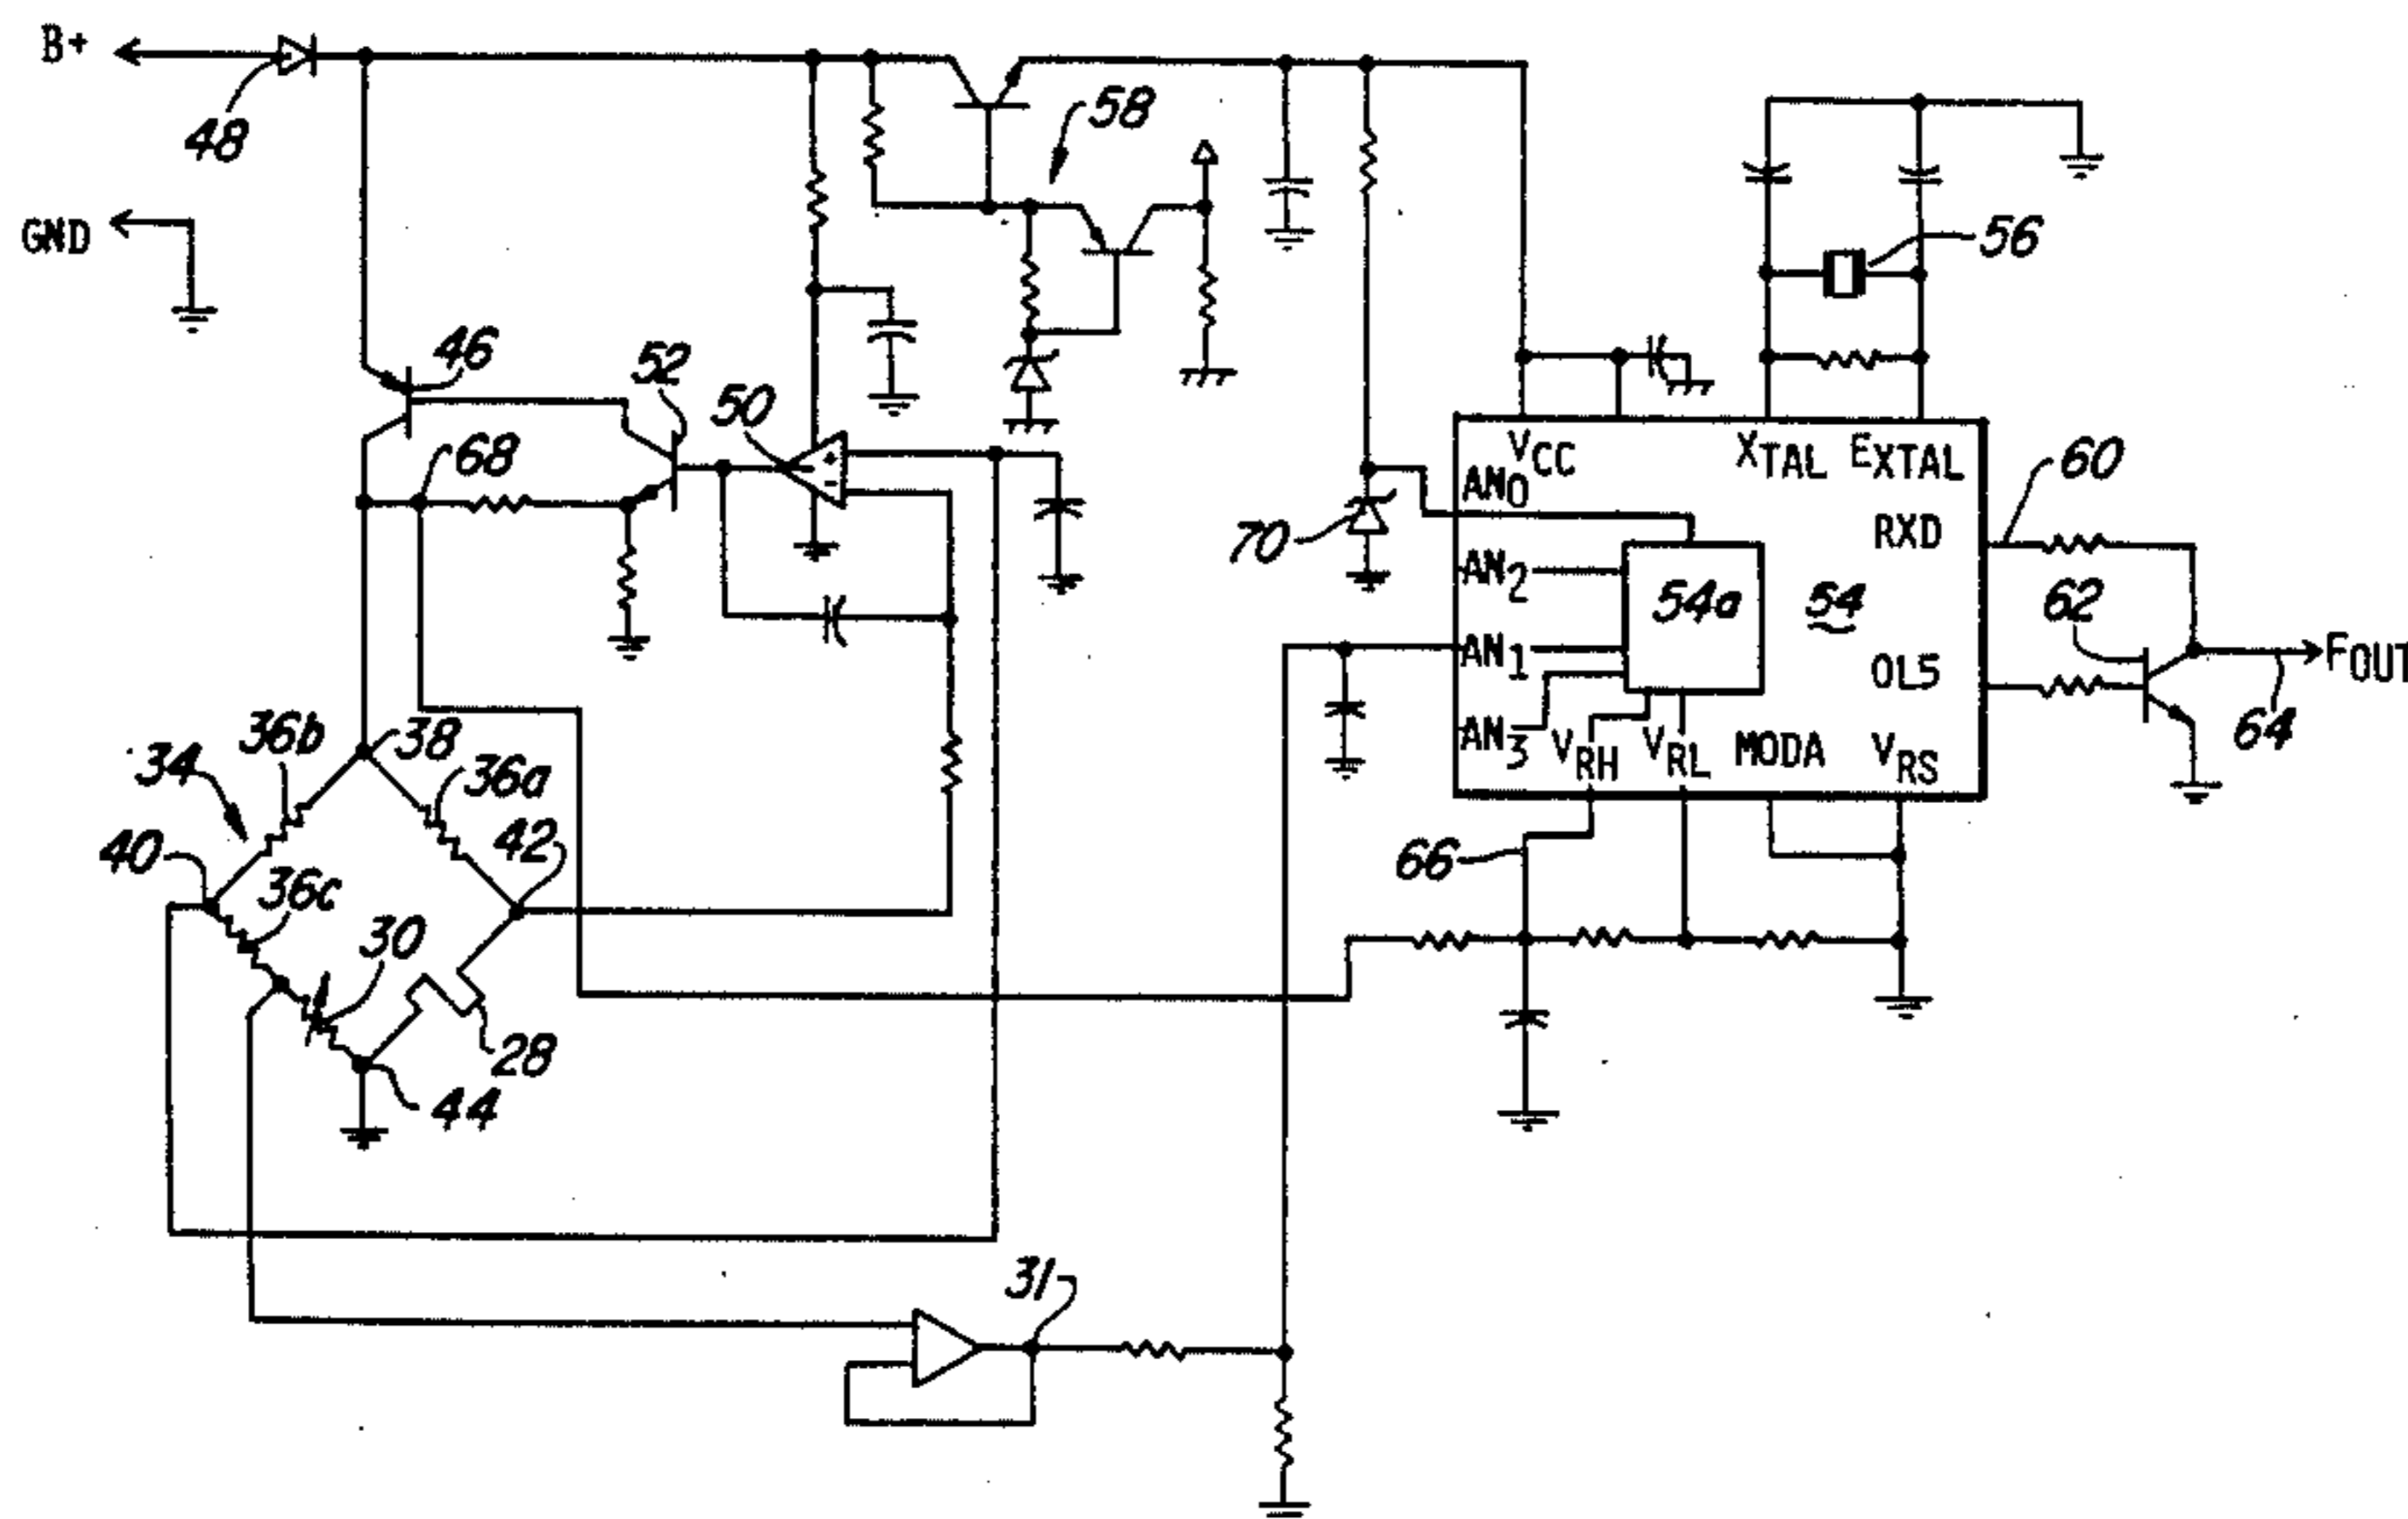 B+
48
58
GND
56
46
52
50
68
VCC
XTAL
EXTAL
60
AN0
RXD
70
AN2
54a
54
62
AN1
FOUT
OL5
36b
38
34
36a
AN3
VRH
VRL
MODA
VRS
64
42
40
66
36c
30
28
44
31